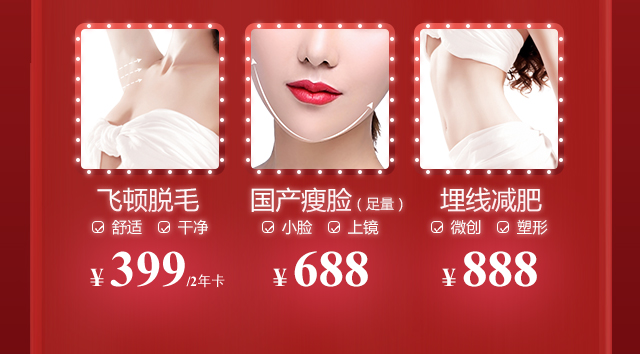 飞顿脱毛
舒适 干净
¥399/2年卡
国产瘦脸（足量）
小脸 上镜
¥688
埋线减肥
微创 塑形
¥888